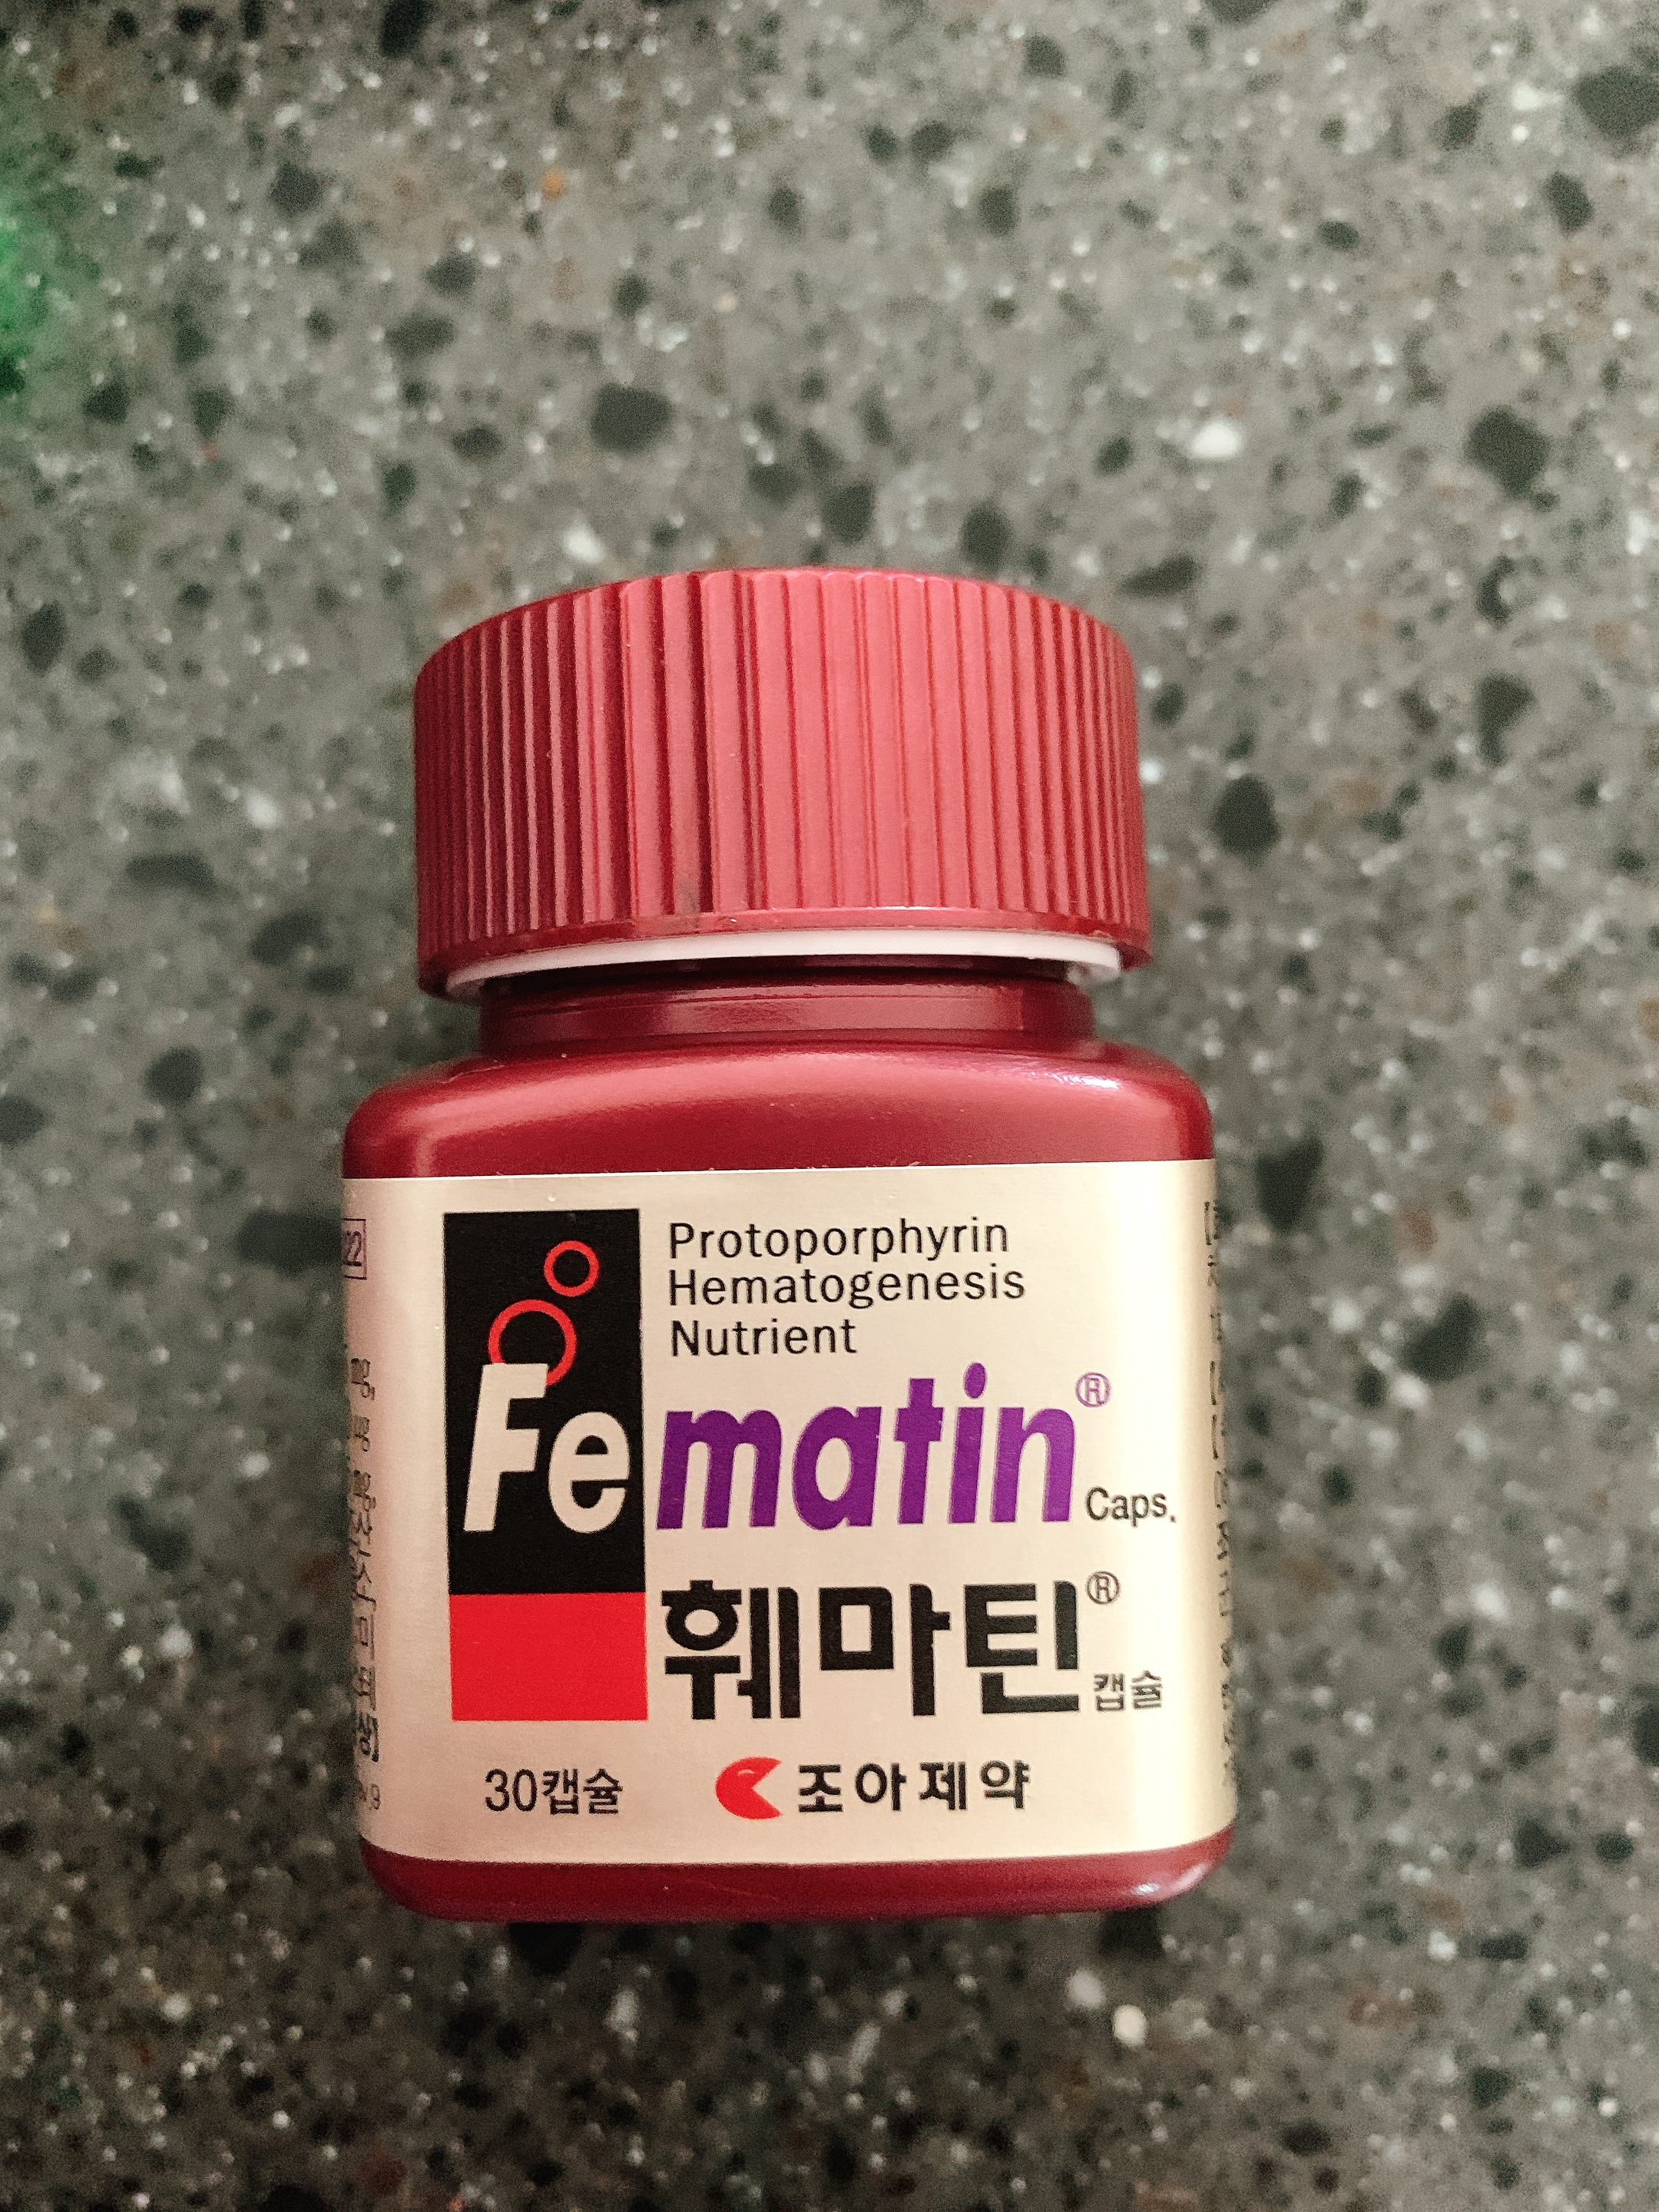 Protoporphyrin
Hematogenesis
Nutrient
Fematin® Caps.
훼마틴® 캡슐
30캡슐
조아제약